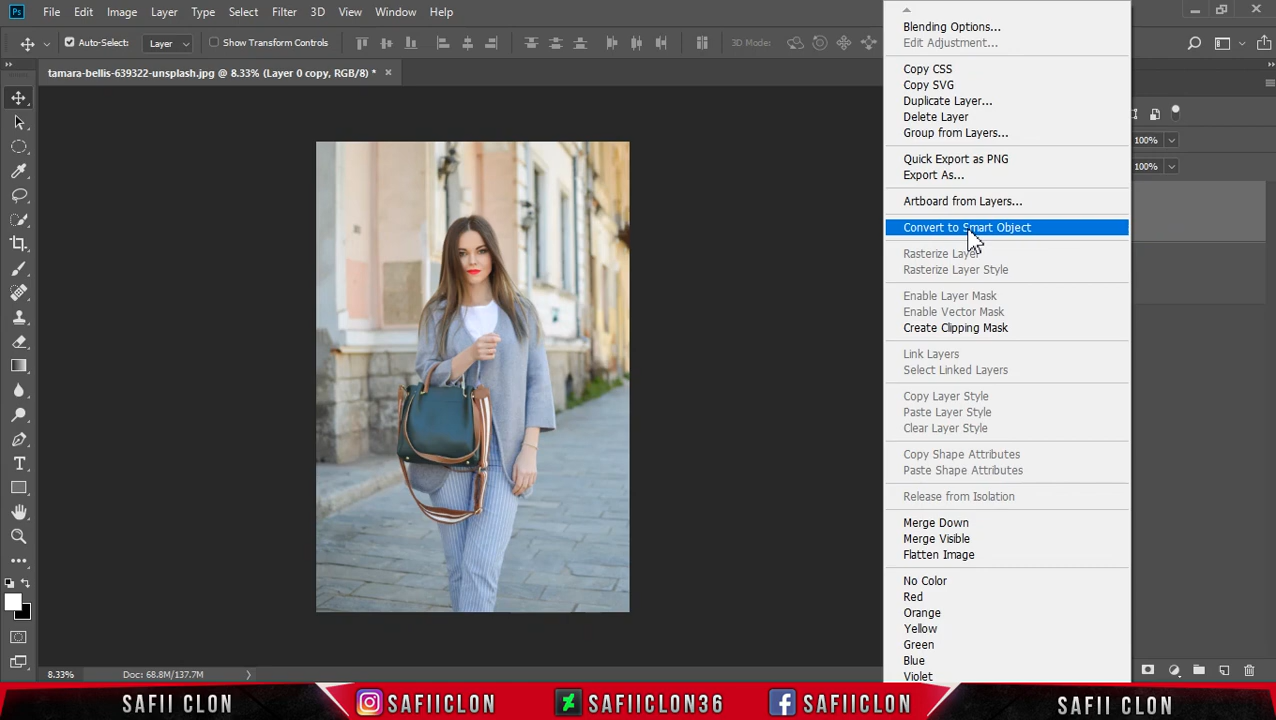 Ps File Edit Image Layer Type Select Filter 3D View Window Help
Auto-Select: Layer Show Transform Controls 3D Mode:
tamara-bellis-639322-unsplash.jpg @ 8.33% (Layer 0 copy, RGB/8) *
Blending Options...
Edit Adjustment...
Copy CSS
Copy SVG
Duplicate Layer...
Delete Layer
Group from Layers...
Quick Export as PNG
Export As...
Artboard from Layers...
Convert to Smart Object
Rasterize Layer
Rasterize Layer Style
Enable Layer Mask
Enable Vector Mask
Create Clipping Mask
Link Layers
Select Linked Layers
Copy Layer Style
Paste Layer Style
Clear Layer Style
Copy Shape Attributes
Paste Shape Attributes
Release from Isolation
Merge Down
Merge Visible
Flatten Image
No Color
Red
Orange
Yellow
Green
Blue
Violet
100%
100%
8.33% Doc: 68.8M/137.7M
SAFII CLON SAFIICLON SAFIICLON36 SAFIICLON SAFII CLON